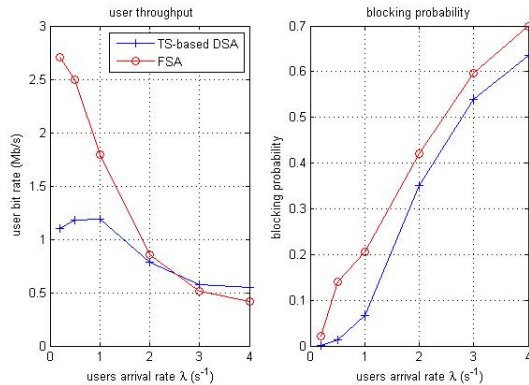 user throughput
3
2.5
2
1.5
1
0.5
0
user bit rate (Mb/s)
TS-based DSA
FSA
0 1 2 3 4
users arrival rate λ (s⁻¹)
blocking probability
0.7
0.6
0.5
0.4
0.3
0.2
0.1
0
blocking probability
0 1 2 3 4
users arrival rate λ (s⁻¹)